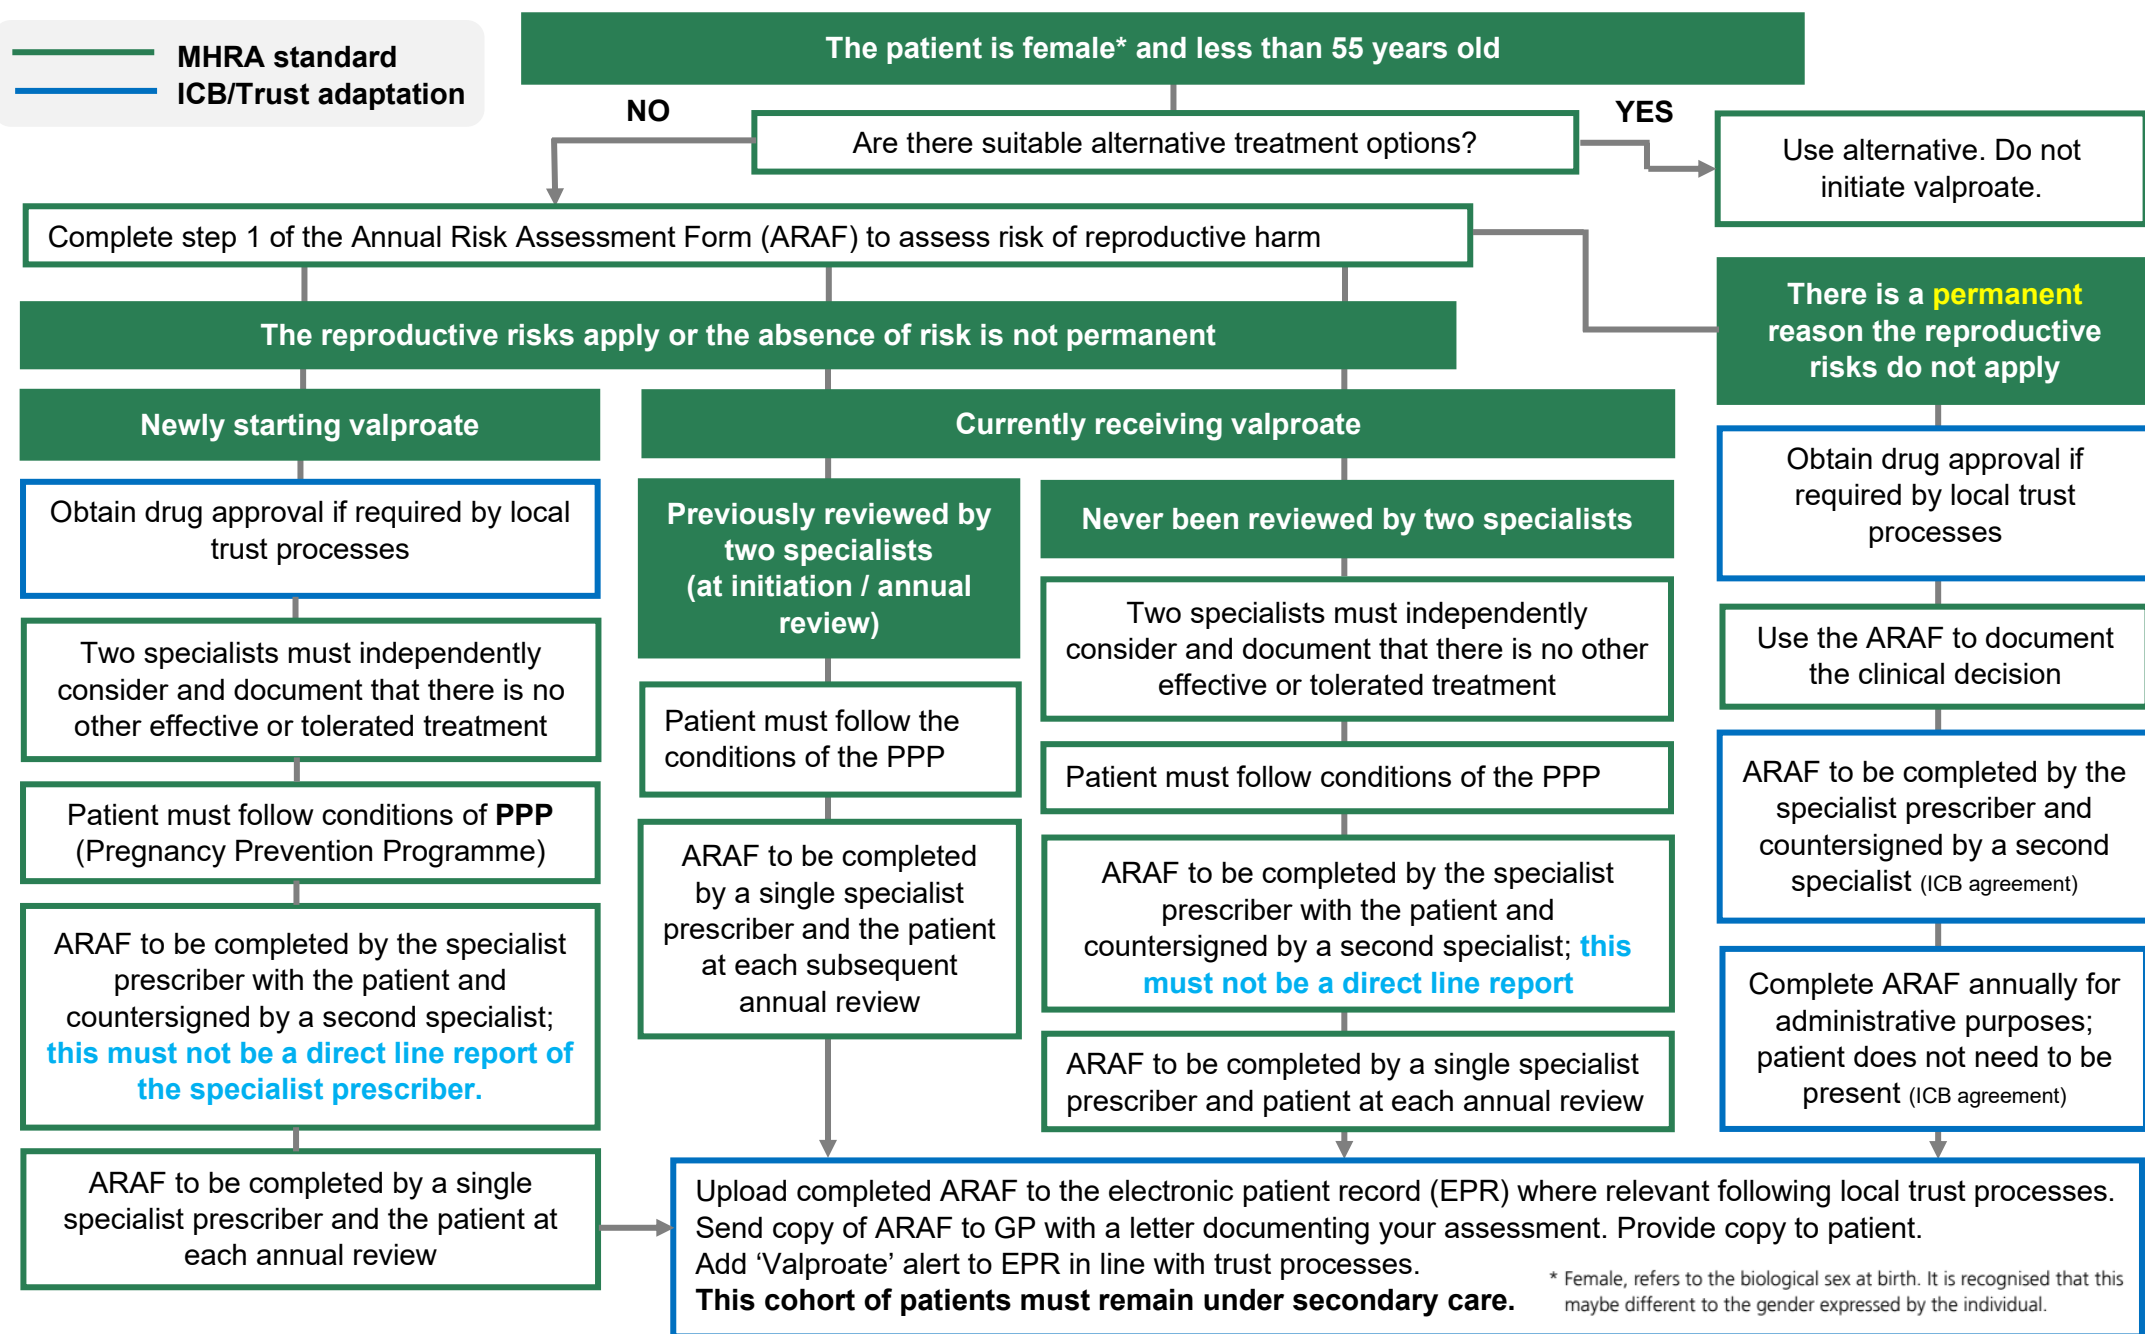 MHRA standard
ICB/Trust adaptation
The patient is female* and less than 55 years old
NO
YES
Are there suitable alternative treatment options?
Use alternative. Do not
initiate valproate.
Complete step 1 of the Annual Risk Assessment Form (ARAF) to assess risk of reproductive harm
The reproductive risks apply or the absence of risk is not permanent
There is a permanent
reason the reproductive
risks do not apply
Newly starting valproate
Obtain drug approval if required by local
trust processes
Two specialists must independently
consider and document that there is no
other effective or tolerated treatment
Patient must follow conditions of PPP
(Pregnancy Prevention Programme)
ARAF to be completed by the specialist
prescriber with the patient and
countersigned by a second specialist;
this must not be a direct line report of
the specialist prescriber.
ARAF to be completed by a single
specialist prescriber and the patient at
each annual review
Currently receiving valproate
Previously reviewed by
two specialists
(at initiation / annual
review)
Patient must follow the
conditions of the PPP
ARAF to be completed
by a single specialist
prescriber and the patient
at each subsequent
annual review
Never been reviewed by two specialists
Two specialists must independently
consider and document that there is no other
effective or tolerated treatment
Patient must follow conditions of the PPP
ARAF to be completed by the specialist
prescriber with the patient and
countersigned by a second specialist; this
must not be a direct line report
ARAF to be completed by a single specialist
prescriber and patient at each annual review
Obtain drug approval if
required by local trust
processes
Use the ARAF to document
the clinical decision
ARAF to be completed by the
specialist prescriber and
countersigned by a second
specialist (ICB agreement)
Complete ARAF annually for
administrative purposes;
patient does not need to be
present (ICB agreement)
Upload completed ARAF to the electronic patient record (EPR) where relevant following local trust processes.
Send copy of ARAF to GP with a letter documenting your assessment. Provide copy to patient.
Add ‘Valproate’ alert to EPR in line with trust processes.
This cohort of patients must remain under secondary care.
* Female, refers to the biological sex at birth. It is recognised that this
maybe different to the gender expressed by the individual.